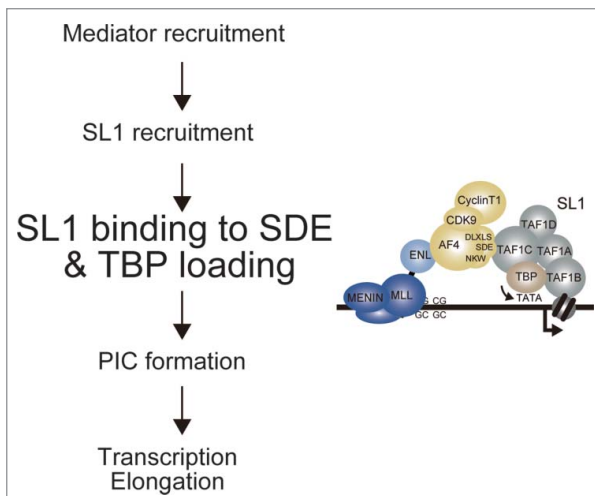 Mediator recruitment
SL1 recruitment
SL1 binding to SDE
& TBP loading
PIC formation
Transcription
Elongation
CyclinT1
SL1
CDK9
TAF1D
DLXLS
AF4
SDE
TAF1C
TAF1A
ENL
NKW
TBP
TAF1B
MENIN
MLL
TATA
CG
GC GC